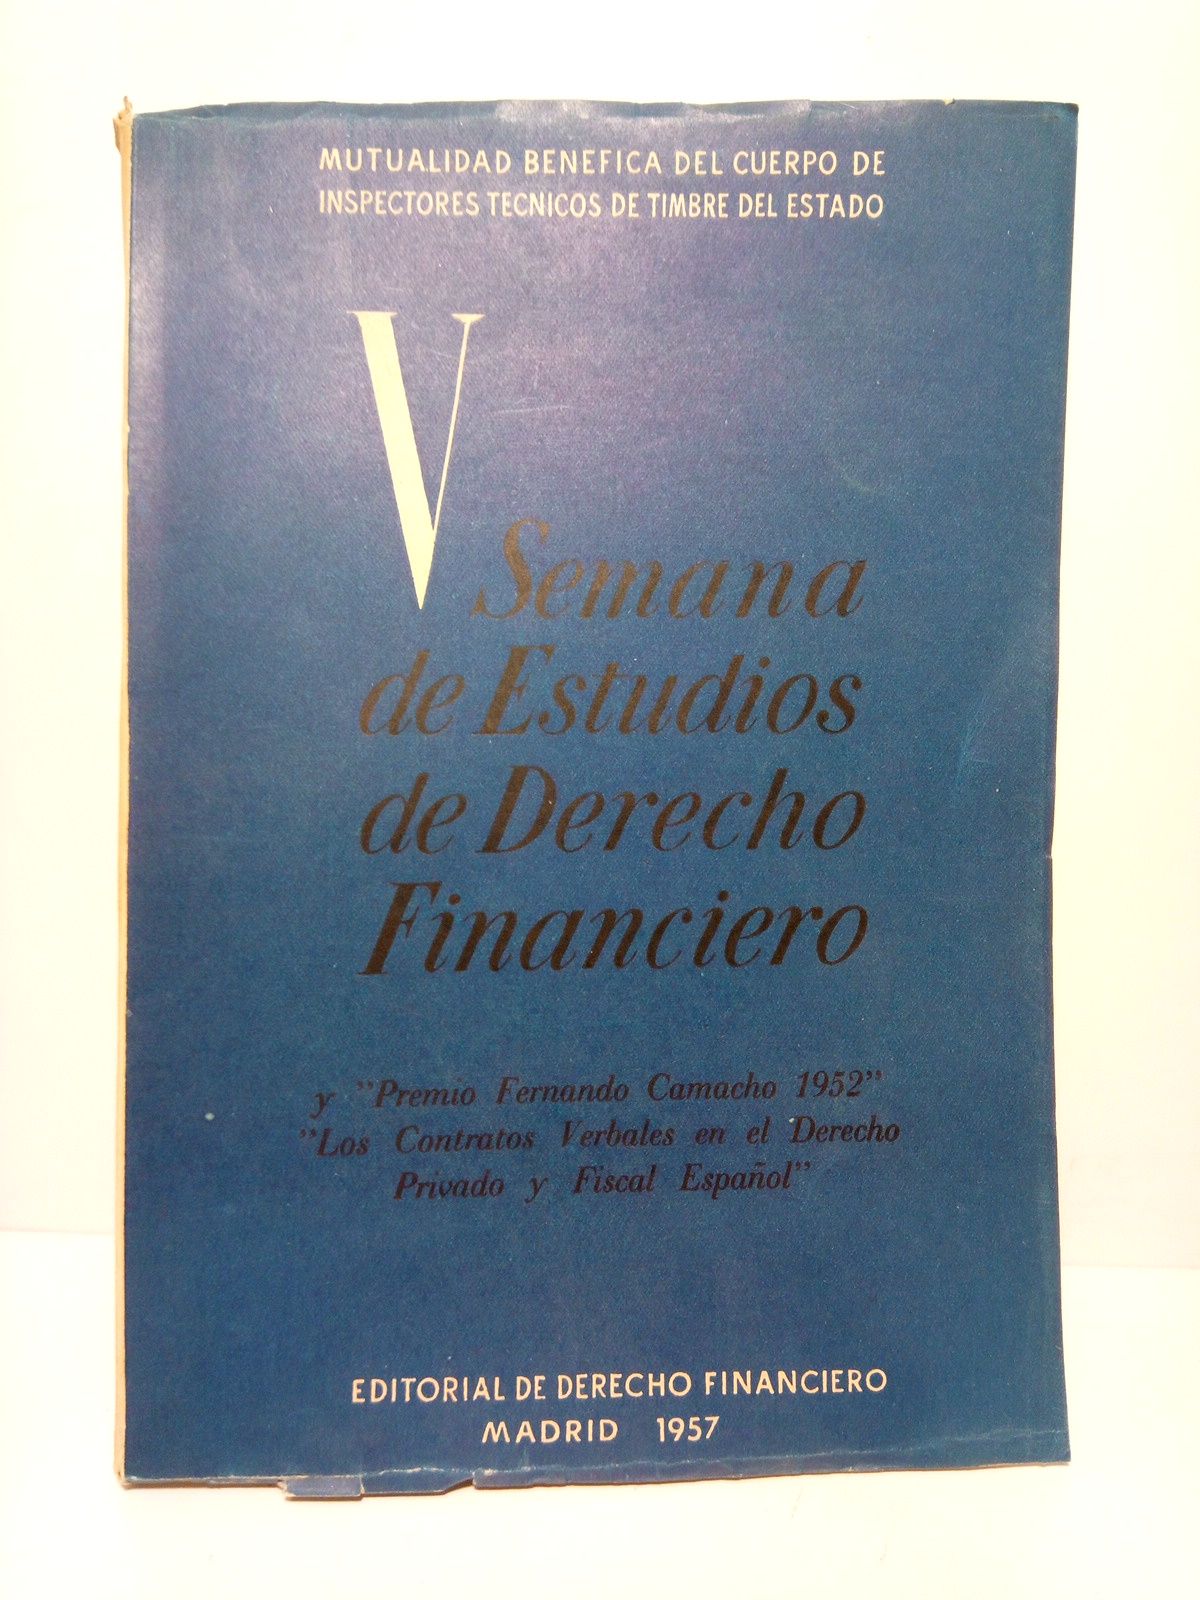 MUTUALIDAD BENEFICA DEL CUERPO DE
INSPECTORES TECNICOS DE TIMBRE DEL ESTADO
V Semana
de Estudios
de Derecho
Financiero
y "Premio Fernando Camacho 1952"
"Los Contratos Verbales en el Derecho
Privado y Fiscal Español"
EDITORIAL DE DERECHO FINANCIERO
MADRID 1957